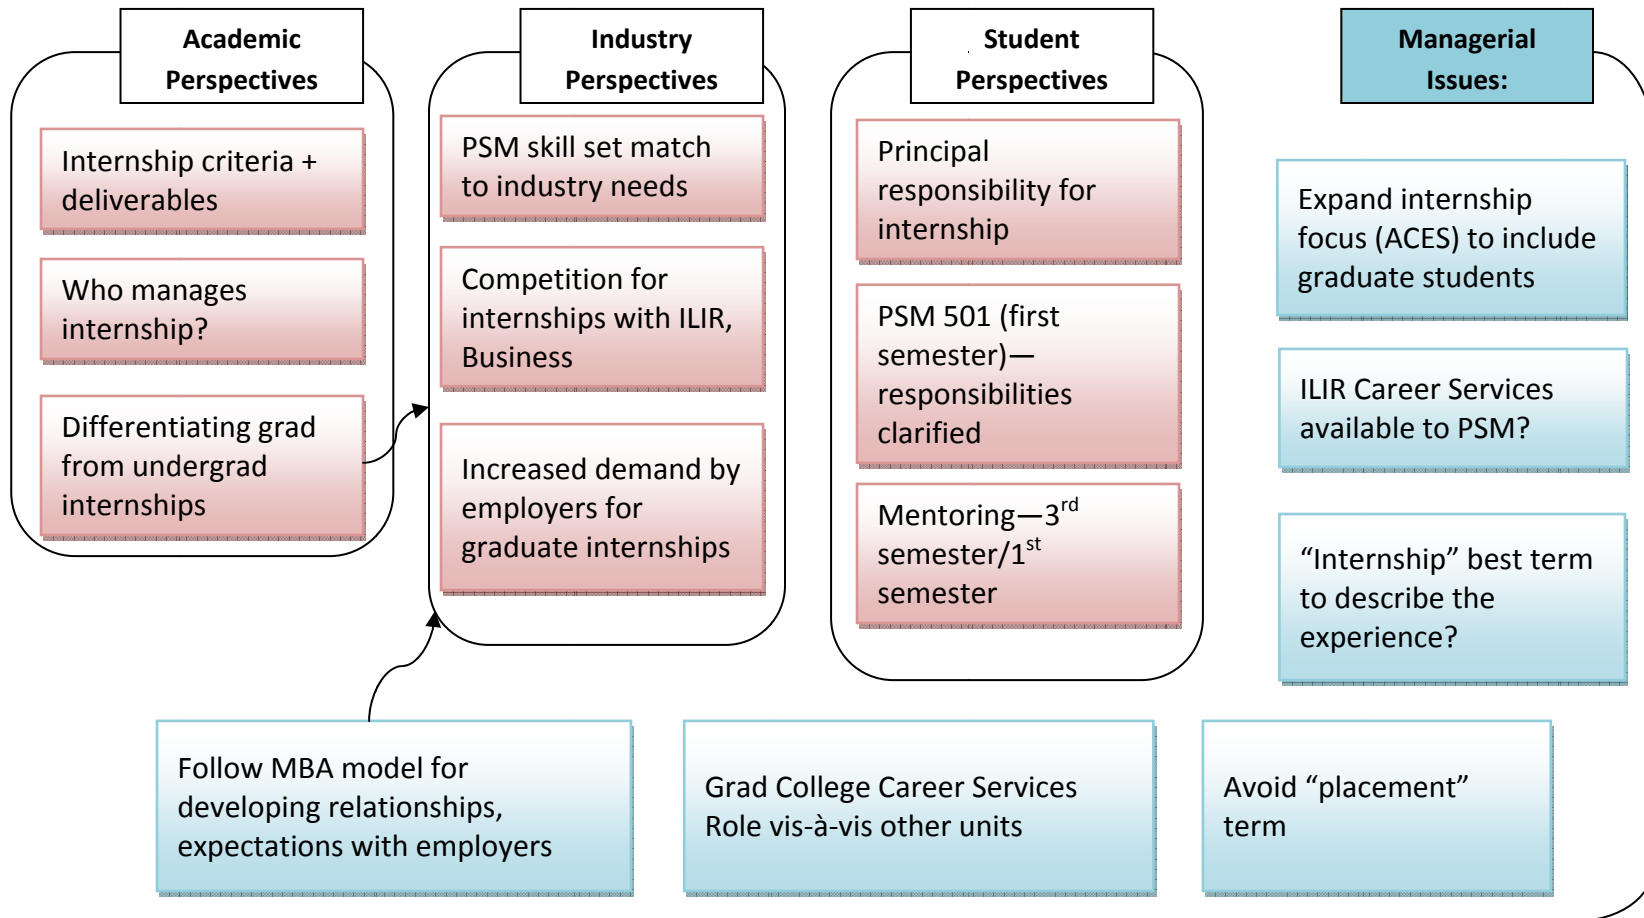 Academic
Perspectives
Internship criteria +
deliverables
Who manages
internship?
Differentiating grad
from undergrad
internships
Industry
Perspectives
PSM skill set match
to industry needs
Competition for
internships with ILIR,
Business
Increased demand by
employers for
graduate internships
Student
Perspectives
Principal
responsibility for
internship
PSM 501 (first
semester)—
responsibilities
clarified
Mentoring—3rd
semester/1st
semester
Managerial
Issues:
Expand internship
focus (ACES) to include
graduate students
ILIR Career Services
available to PSM?
“Internship” best term
to describe the
experience?
Follow MBA model for
developing relationships,
expectations with employers
Grad College Career Services
Role vis-à-vis other units
Avoid “placement”
term